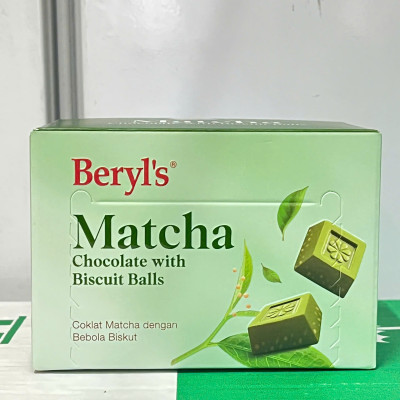 Beryl's®
Matcha
Chocolate with
Biscuit Balls
Coklat Matcha dengan
Bebola Biskut